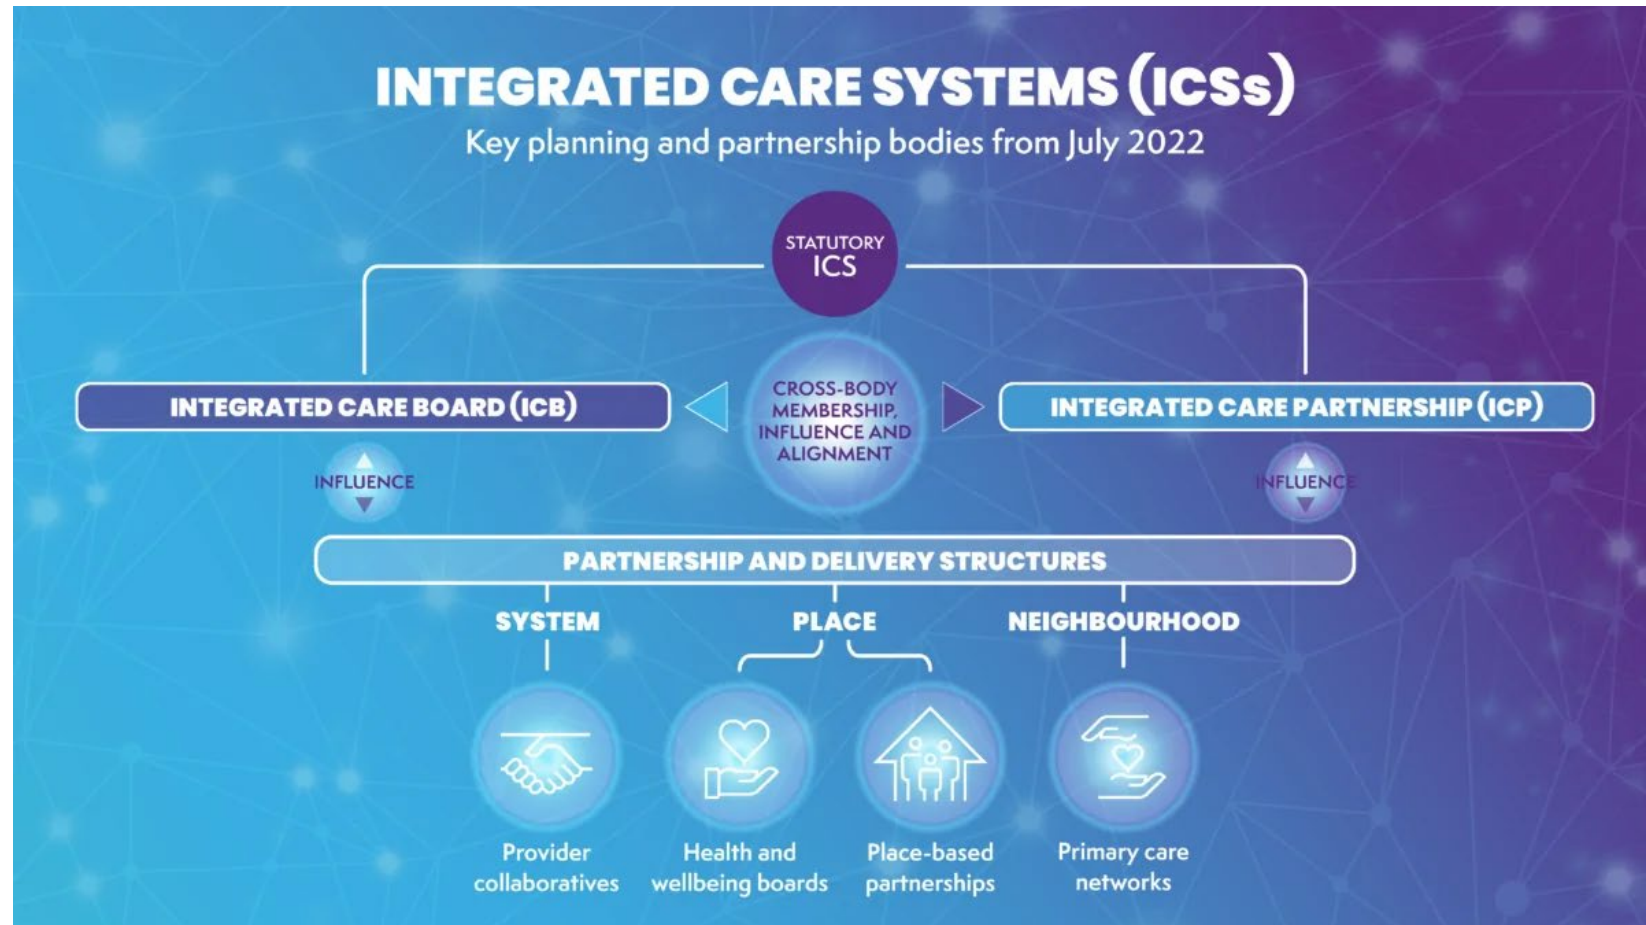 INTEGRATED CARE SYSTEMS (ICSs)
Key planning and partnership bodies from July 2022
STATUTORY
ICS
INTEGRATED CARE BOARD (ICB)
CROSS-BODY
MEMBERSHIP,
INFLUENCE AND
ALIGNMENT
INTEGRATED CARE PARTNERSHIP (ICP)
INFLUENCE
INFLUENCE
PARTNERSHIP AND DELIVERY STRUCTURES
SYSTEM
PLACE
NEIGHBOURHOOD
Provider
collaboratives
Health and
wellbeing boards
Place-based
partnerships
Primary care
networks